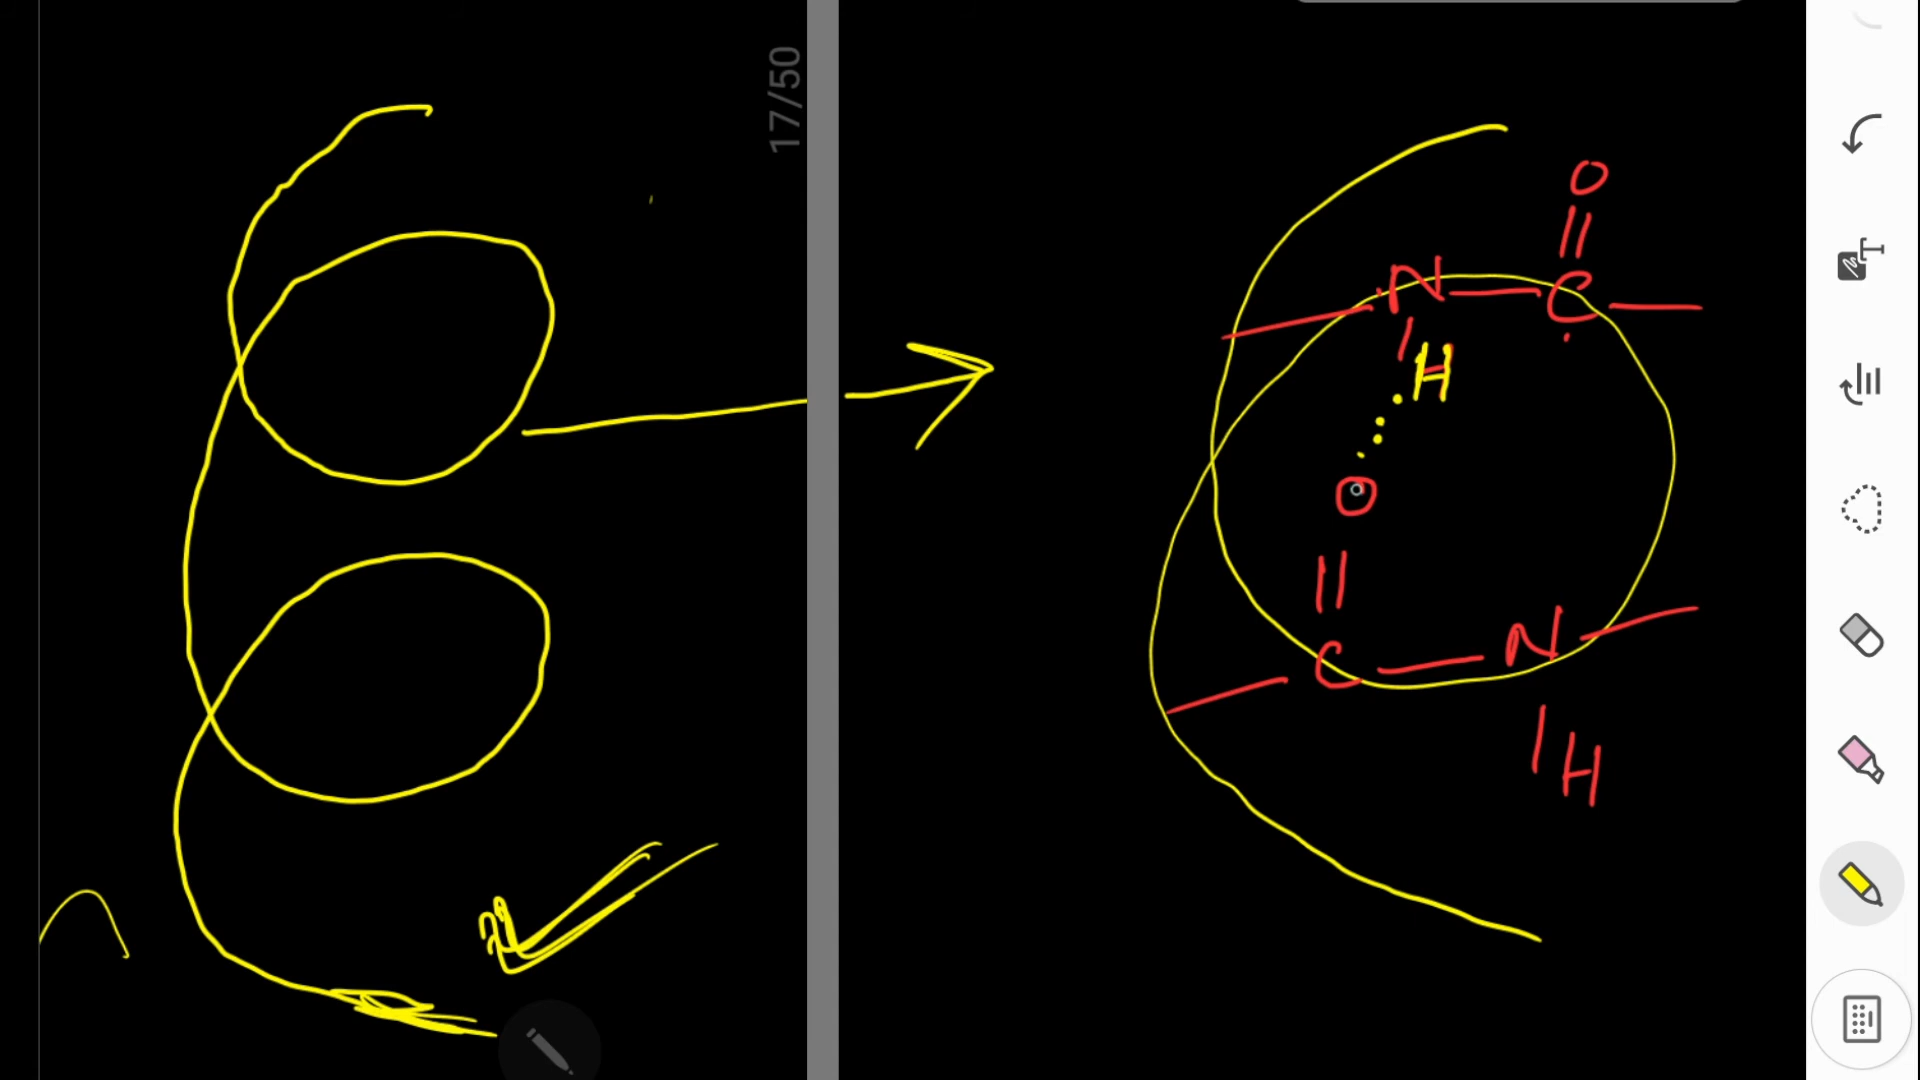 17/50
O
||
N — C —
| H
O
||
C — N
| H